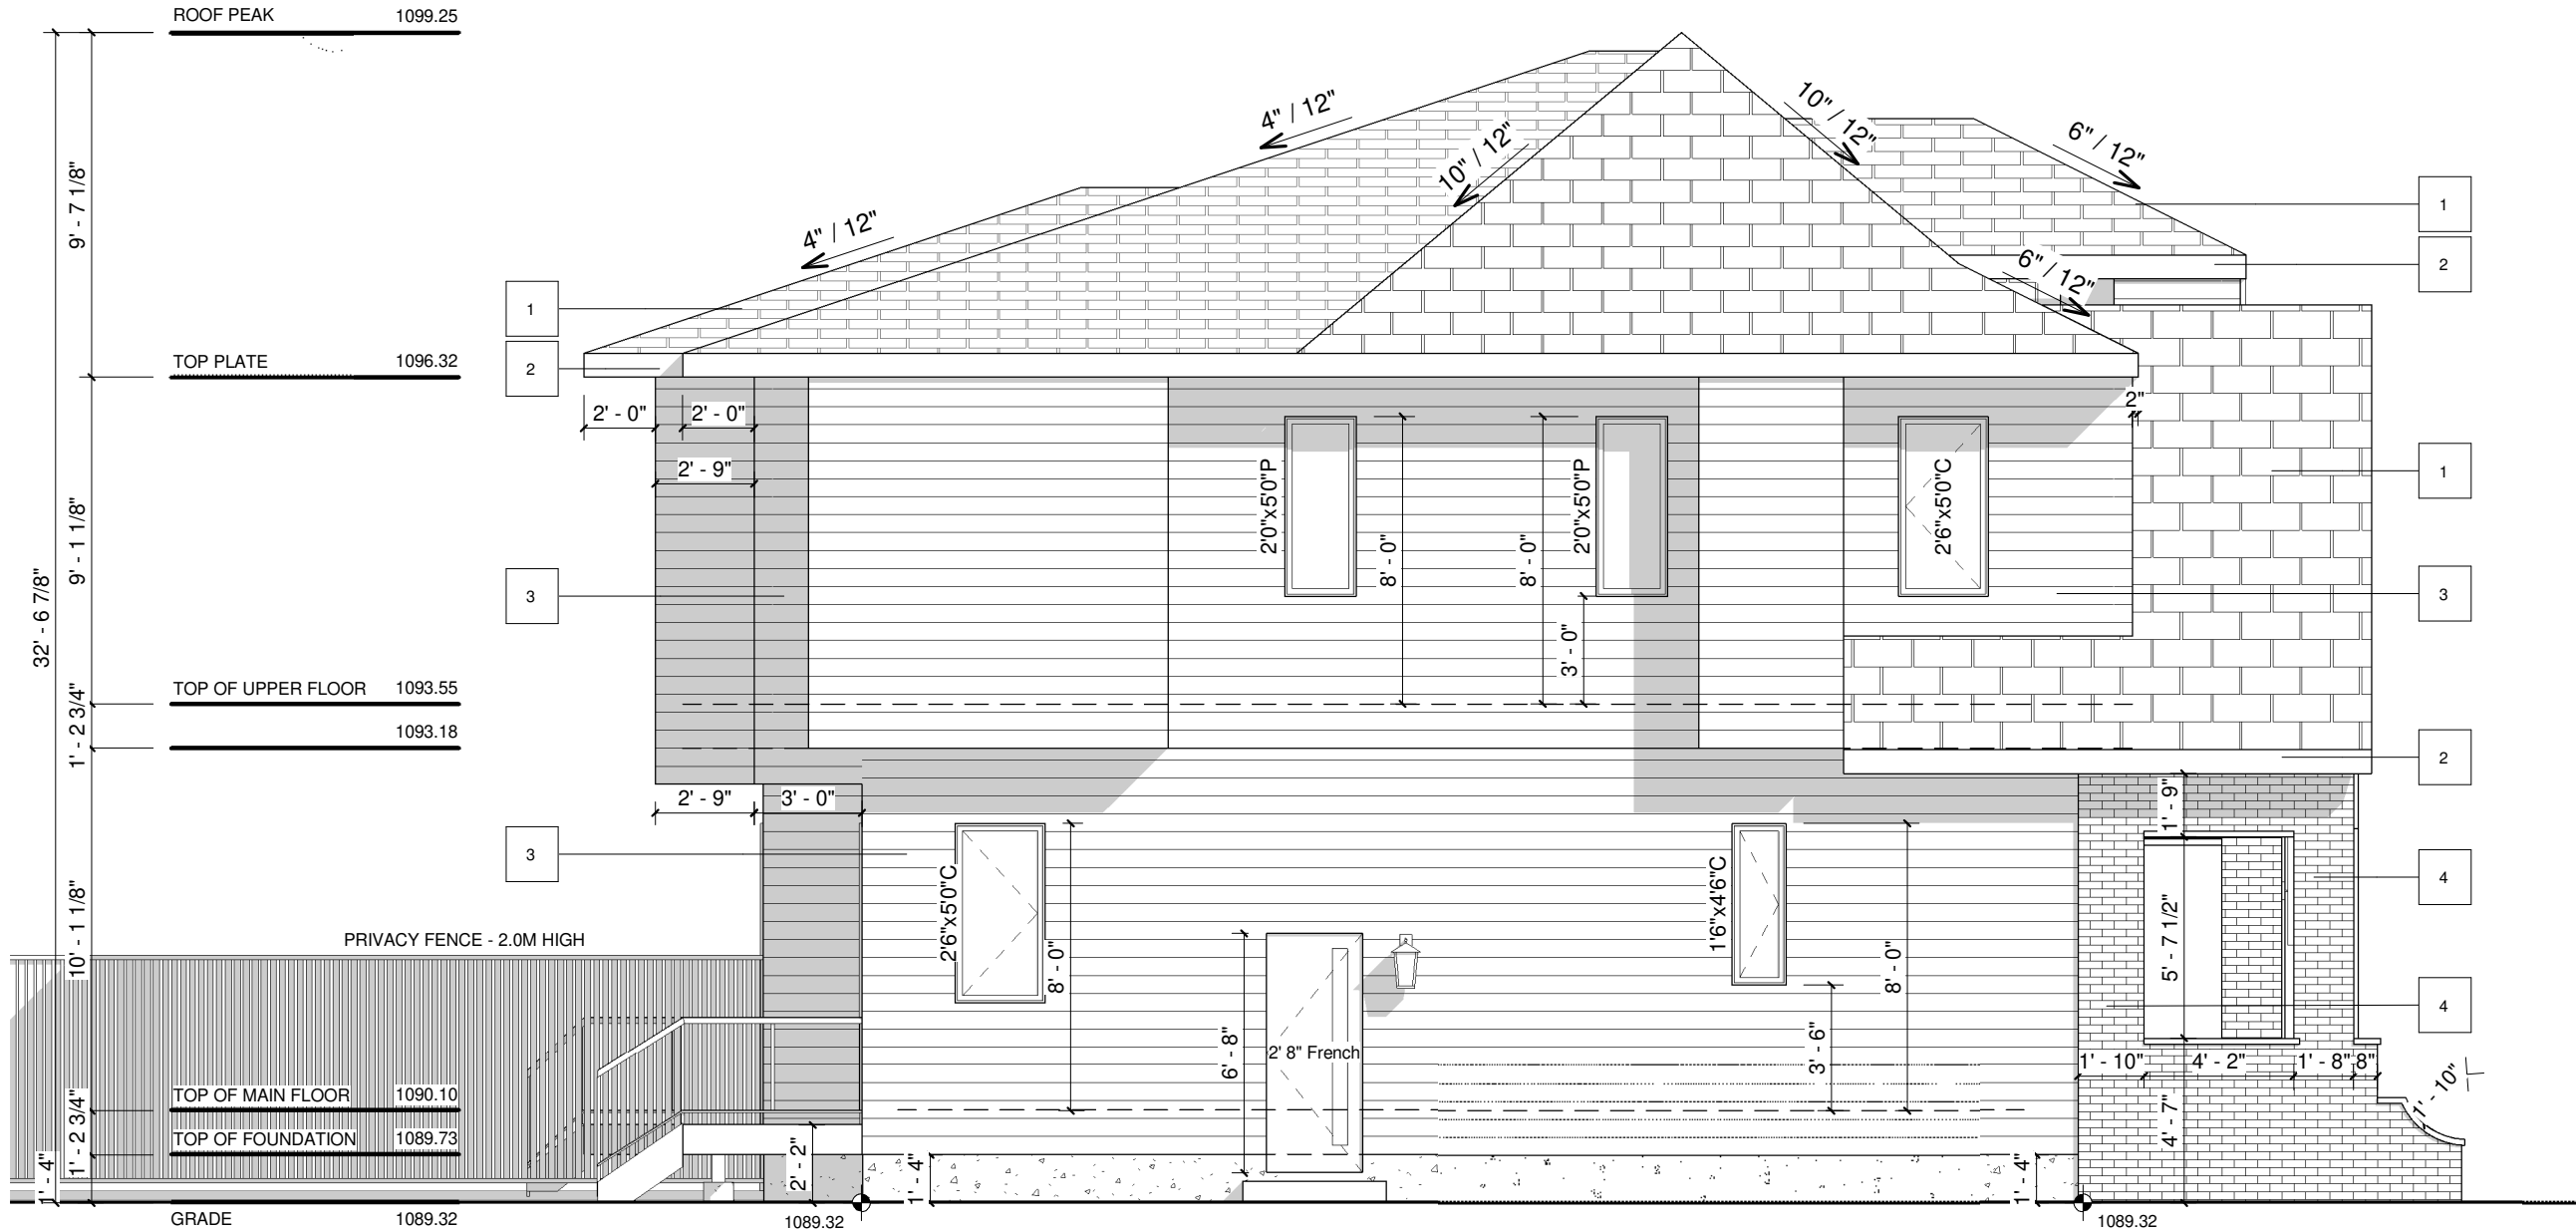 ROOF PEAK 1099.25
4" / 12"
10" / 12"
10" / 12"
6" / 12"
4" / 12"
6" / 12"
9' - 7 1/8"
1
2
1
2
TOP PLATE 1096.32
2' - 0"
2' - 0"
2"
2' - 9"
2'0"x5'0"P
8' - 0"
8' - 0"
2'0"x5'0"P
2'6"x5'0"C
1
9' - 1 1/8"
32' - 6 7/8"
3
3
3' - 0"
TOP OF UPPER FLOOR 1093.55
1' - 2 3/4"
1093.18
2
2' - 9"
3' - 0"
1' - 9"
3
2'6"x5'0"C
8' - 0"
1'6"x4'6"C
8' - 0"
4
5' - 7 1/2"
10' - 1 1/8"
PRIVACY FENCE - 2.0M HIGH
4
6' - 8"
2' 8" French
3' - 6"
1' - 10"
4' - 2"
1' - 8"
8"
1' - 10"
TOP OF MAIN FLOOR 1090.10
4' - 7"
TOP OF FOUNDATION 1089.73
1' - 2 3/4"
1' - 4"
2' - 2"
1' - 4"
1' - 4"
GRADE 1089.32
1089.32
1089.32